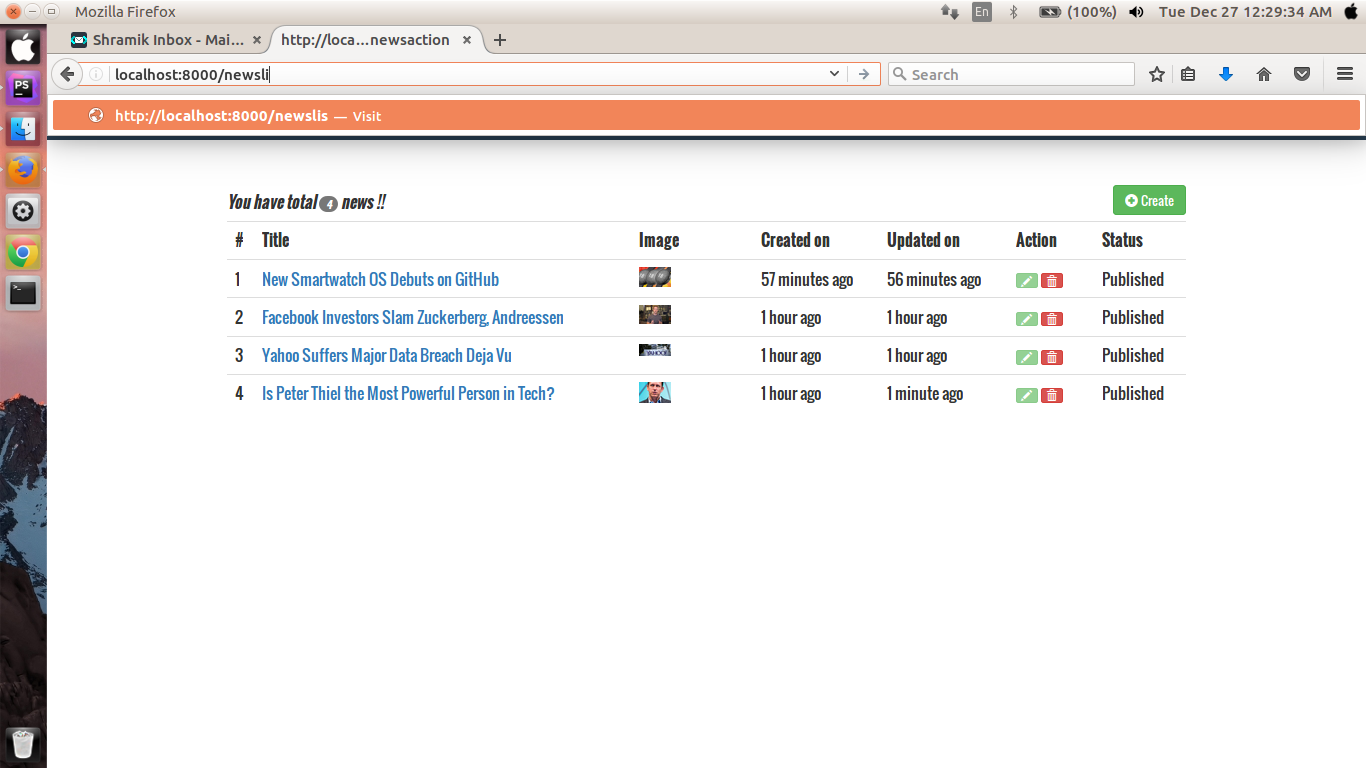 Mozilla Firefox En (100%) Tue Dec 27 12:29:34 AM
Shramik Inbox - Mai... http://loca...newsaction
localhost:8000/newsli Search
http://localhost:8000/newslis — Visit
You have total 4 news !! Create
# Title Image Created on Updated on Action Status
1 New Smartwatch OS Debuts on GitHub 57 minutes ago 56 minutes ago Published
2 Facebook Investors Slam Zuckerberg, Andreessen 1 hour ago 1 hour ago Published
3 Yahoo Suffers Major Data Breach Deja Vu YAHOO! 1 hour ago 1 hour ago Published
4 Is Peter Thiel the Most Powerful Person in Tech? 1 hour ago 1 minute ago Published
PS
>_